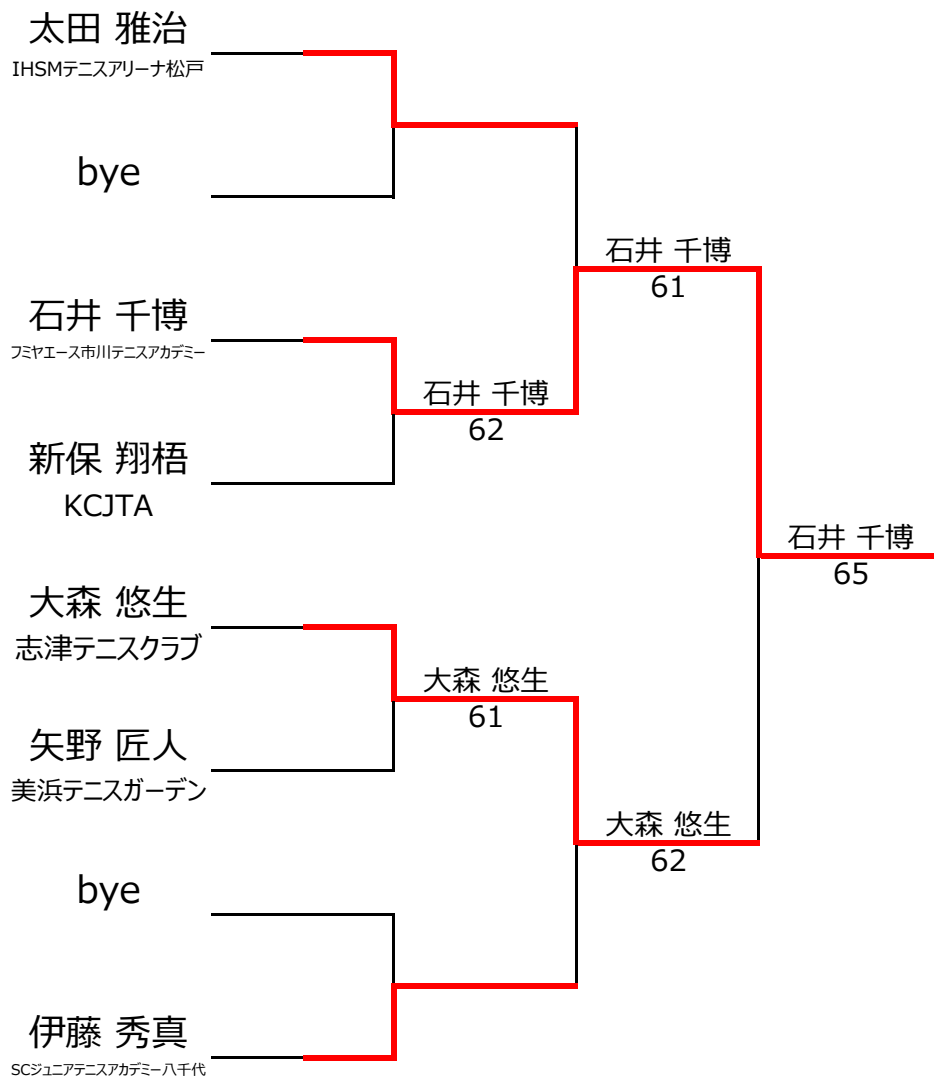 太田 雅治
IHSMテニスアリーナ松戸
bye
石井 千博
フミヤエース市川テニスアカデミー
新保 翔梧
KCJTA
大森 悠生
志津テニスクラブ
矢野 匠人
美浜テニスガーデン
bye
伊藤 秀真
SCジュニアテニスアカデミー八千代
石井 千博
62
大森 悠生
61
石井 千博
61
大森 悠生
62
石井 千博
65